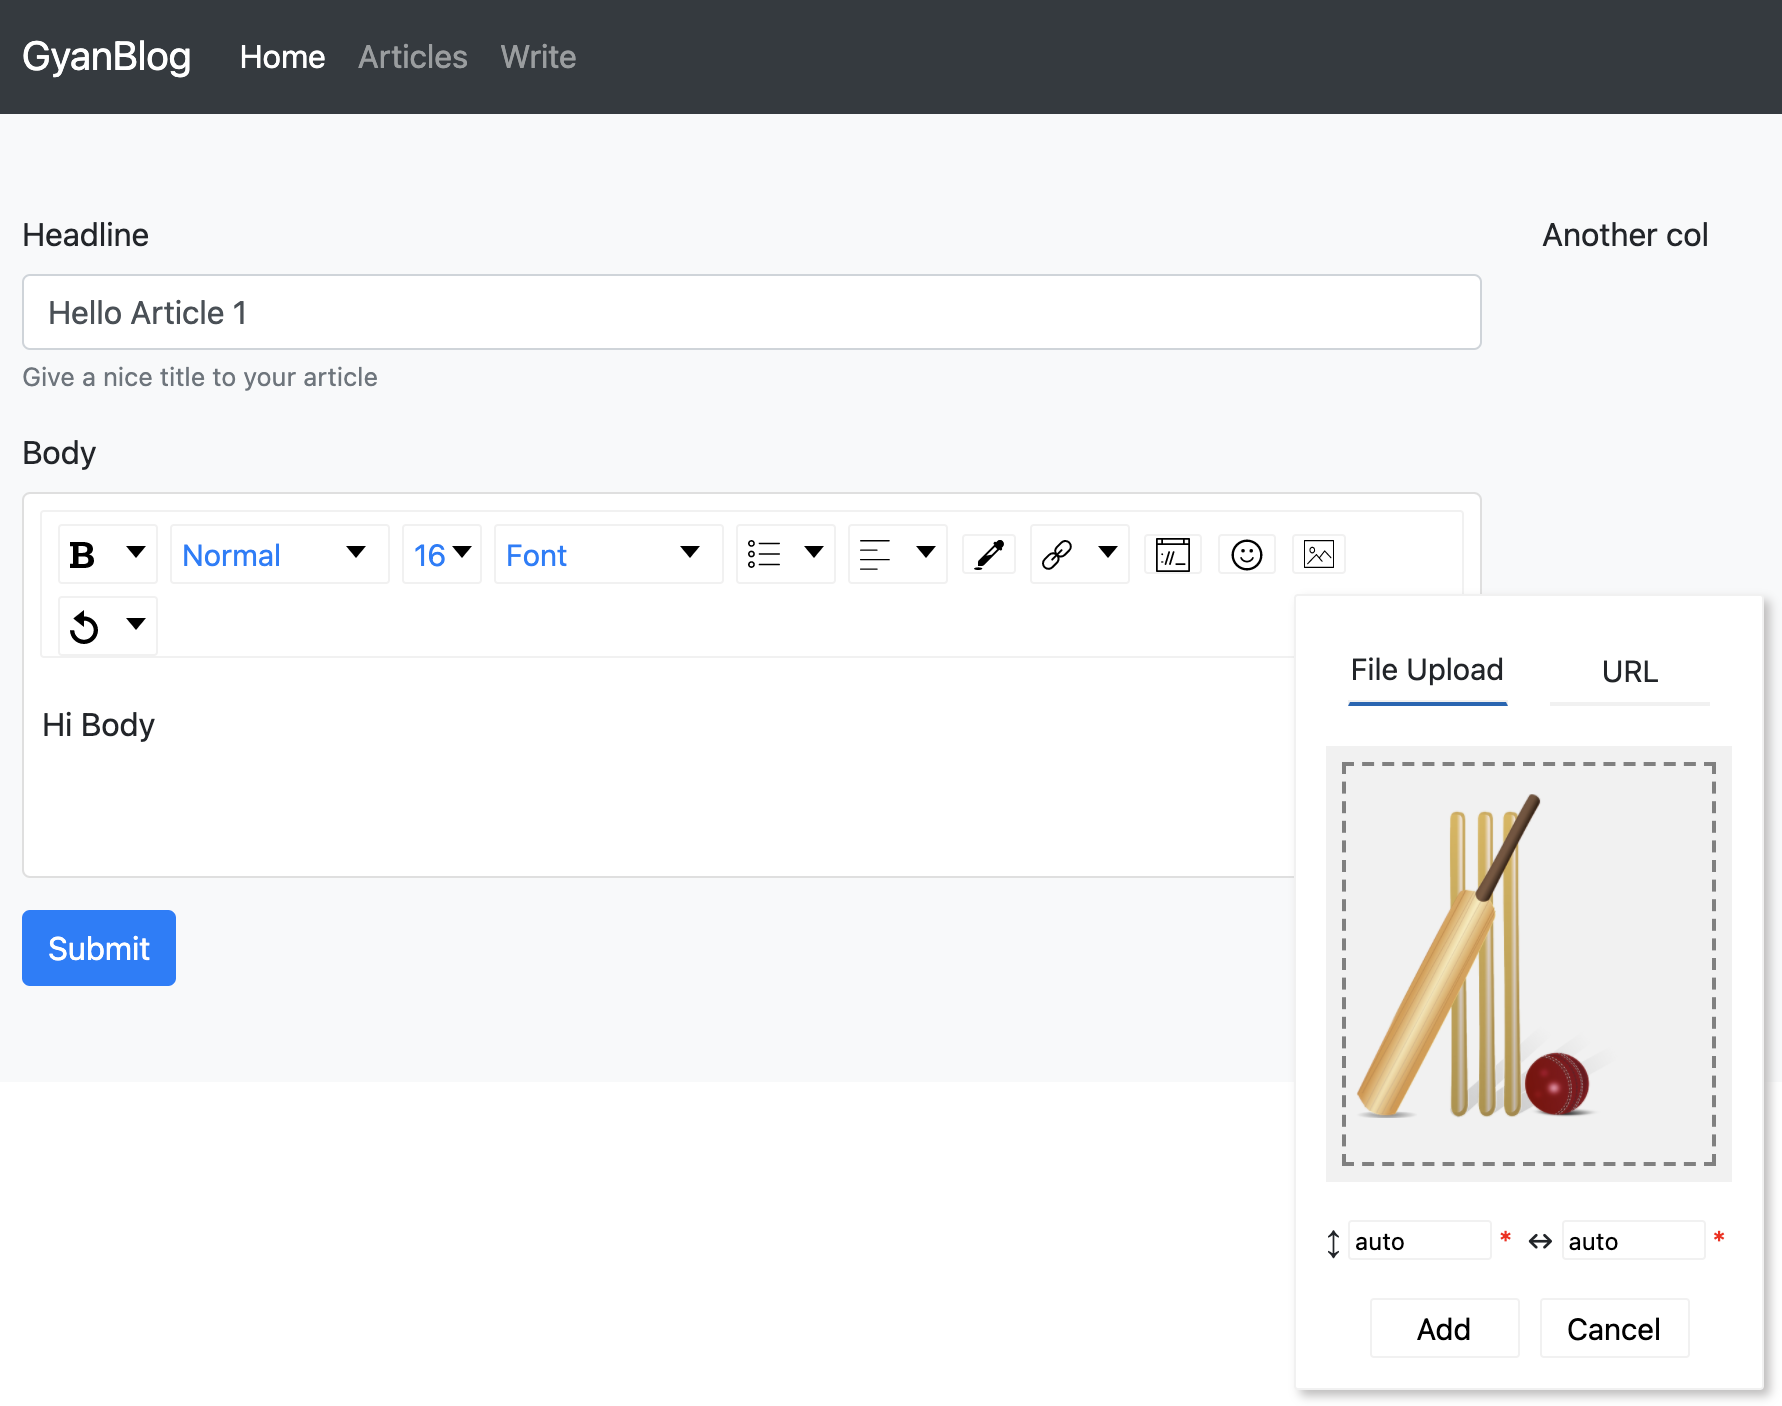 GyanBlog Home Articles Write
Headline
Another col
Hello Article 1
Give a nice title to your article
Body
B Normal 16 Font
File Upload URL
Hi Body
Submit
auto * auto *
Add Cancel